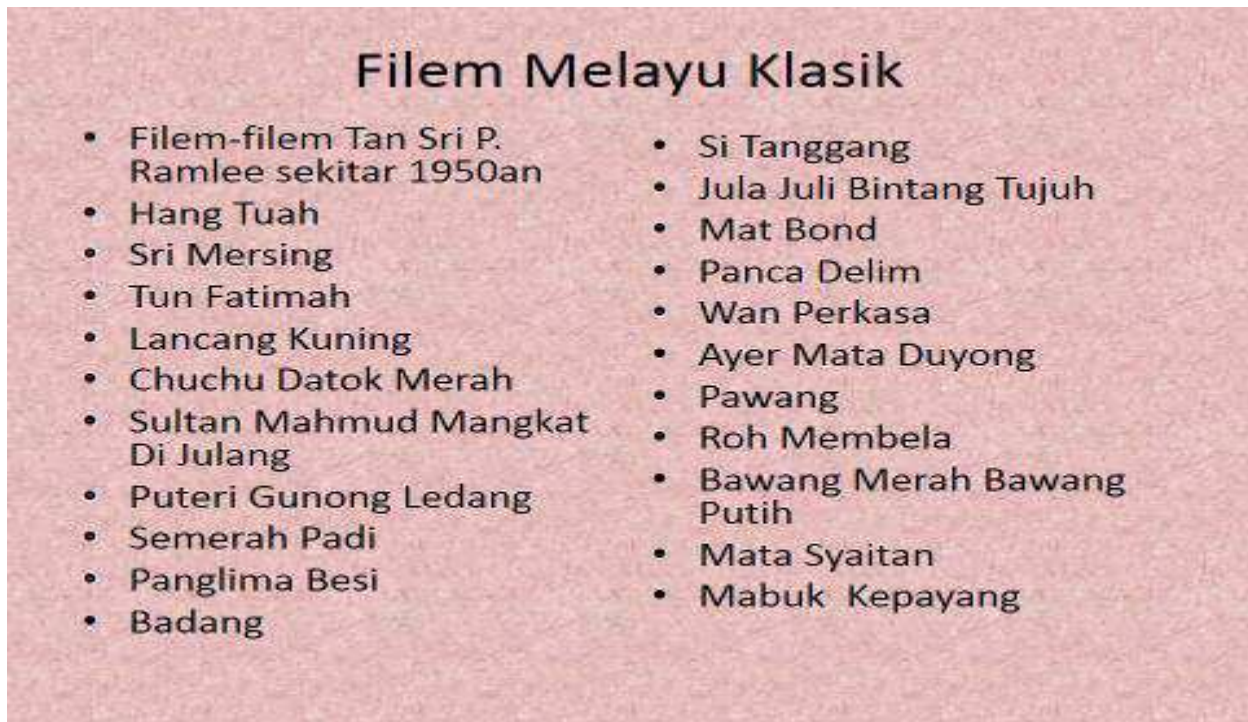 Filem Melayu Klasik
• Filem-filem Tan Sri P.
Ramlee sekitar 1950an
• Hang Tuah
• Sri Mersing
• Tun Fatimah
• Lancang Kuning
• Chuchu Datok Merah
• Sultan Mahmud Mangkat
Di Julang
• Puteri Gunong Ledang
• Semerah Padi
• Panglima Besi
• Badang
• Si Tanggang
• Jula Juli Bintang Tujuh
• Mat Bond
• Panca Delim
• Wan Perkasa
• Ayer Mata Duyong
• Pawang
• Roh Membela
• Bawang Merah Bawang
Putih
• Mata Syaitan
• Mabuk Kepayang